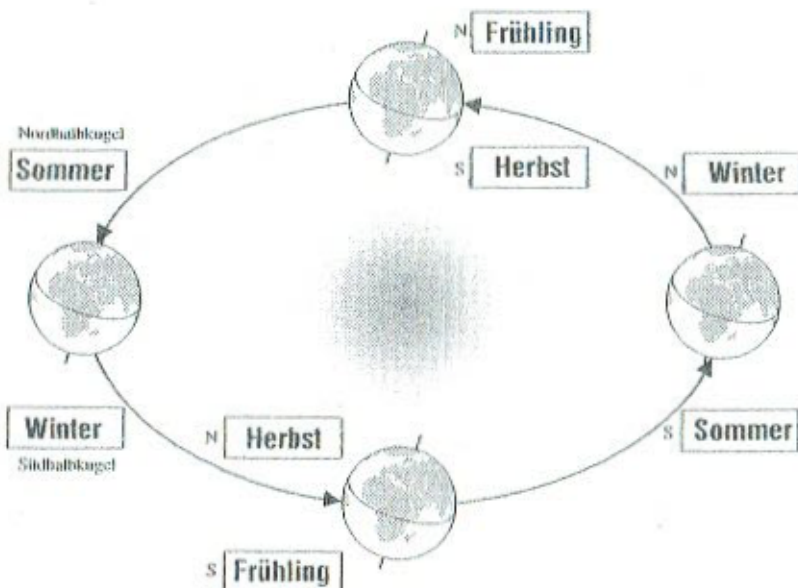 N Frühling
Nordhalbkugel
Sommer
S Herbst
N Winter
Winter
Südhalbkugel
N Herbst
S Sommer
S Frühling